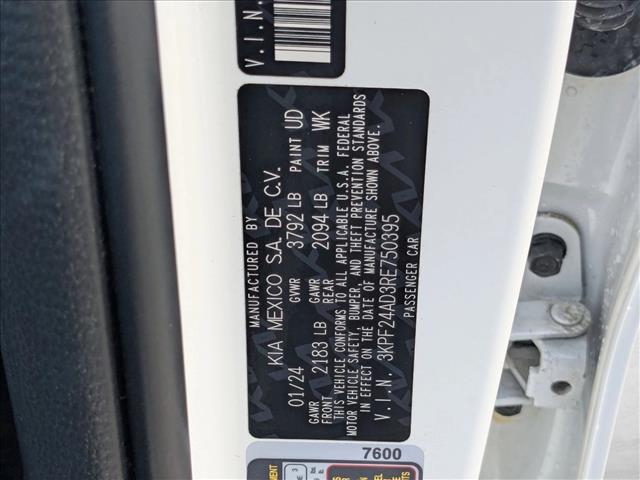 V.I.N.
MANUFACTURED BY
KIA MEXICO S.A. DE C.V.
01/24 GVWR 3792 LB PAINT UD
GAWR FRONT 2183 LB GAWR REAR 2094 LB TRIM WK
THIS VEHICLE CONFORMS TO ALL APPLICABLE U.S.A. FEDERAL
MOTOR VEHICLE SAFETY, BUMPER, AND THEFT PREVENTION STANDARDS
IN EFFECT ON THE DATE OF MANUFACTURE SHOWN ABOVE.
V.I.N. 3KPF24AD3RE750395
PASSENGER CAR
7600